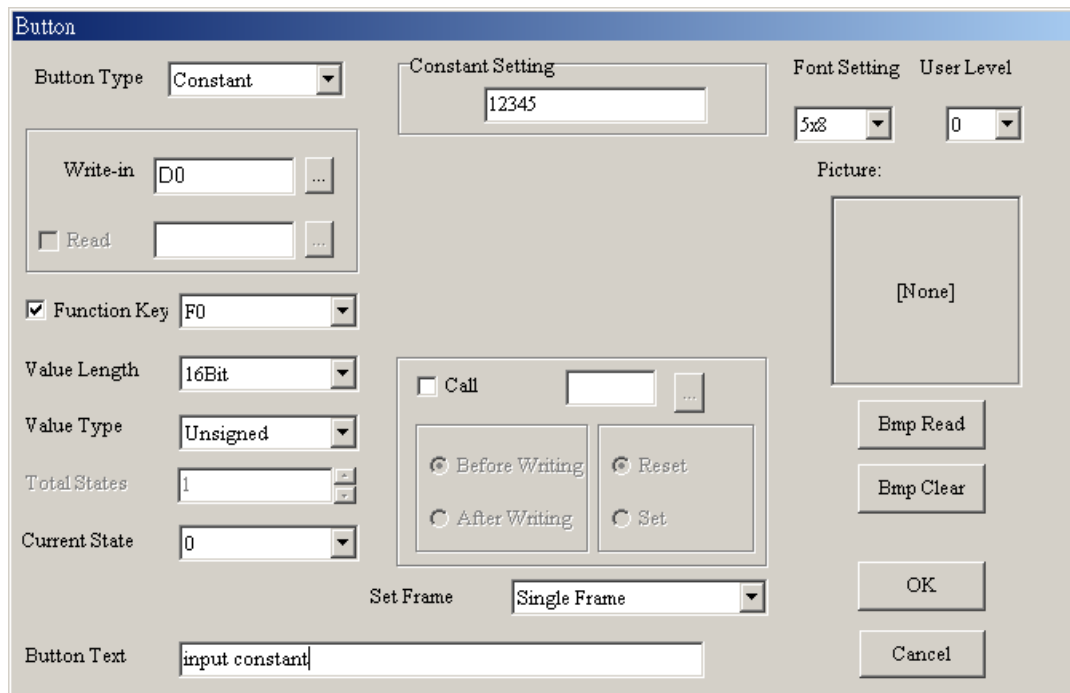 Button
Button Type Constant
Constant Setting
12345
Font Setting User Level
5x8 0
Write-in D0 ...
Read ...
Picture:
[None]
Function Key F0
Value Length 16Bit
Value Type Unsigned
Total States 1
Current State 0
Call ...
Before Writing
After Writing
Reset
Set
Bmp Read
Bmp Clear
Set Frame Single Frame
OK
Button Text input constant
Cancel